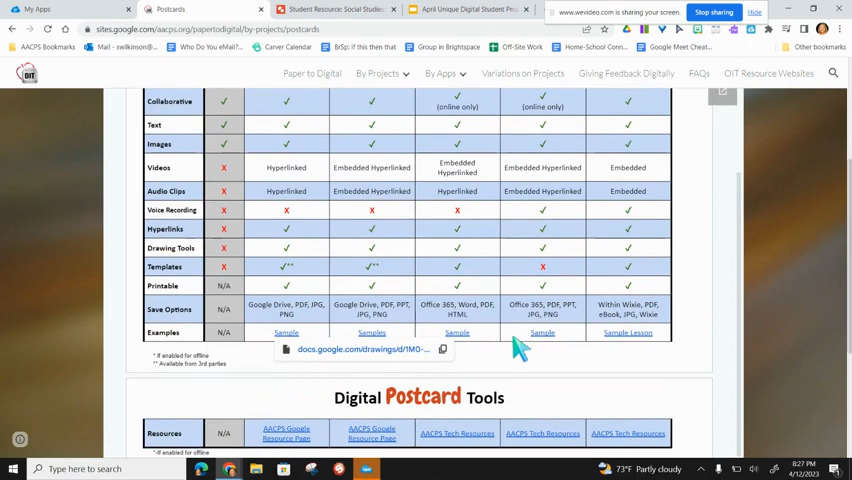 My Apps
Postcards
Student Resource: Social Studies
April Unique Digital Student Pro
www.wevideo.com is sharing your screen.
Stop sharing
Hide
sites.google.com/aacps.org/papertodigital/by-projects/postcards
AACPS Bookmarks
Mail - swilkinson@...
Who Do You eMail?...
Carver Calendar
BrSp: If this then that
Group in Brightspace
Off-Site Work
Home-School Conn...
Google Meet Cheat...
Other bookmarks
DIT
Paper to Digital
By Projects
By Apps
Variations on Projects
Giving Feedback Digitally
FAQs
OIT Resource Websites
Collaborative ✓ ✓ ✓ ✓ ✓ ✓
(online only) (online only)
Text ✓ ✓ ✓ ✓ ✓ ✓
Images ✓ ✓ ✓ ✓ ✓ ✓
Videos X Hyperlinked Embedded Hyperlinked Embedded Hyperlinked Embedded Hyperlinked Embedded
Audio Clips X Hyperlinked Embedded Hyperlinked Hyperlinked Embedded Hyperlinked Embedded
Voice Recording X X X X ✓ ✓
Hyperlinks X ✓ ✓ ✓ ✓ ✓
Drawing Tools X ✓ ✓ ✓ ✓ ✓
Templates X ✓** ✓** ✓ X ✓
Printable N/A ✓ ✓ ✓ ✓ ✓
Save Options N/A Google Drive, PDF, JPG, PNG Google Drive, PDF, PPT, JPG, PNG Office 365, Word, PDF, HTML Office 365, PDF, PPT, JPG, PNG Within Wixie, PDF, eBook, JPG, Wixie
Examples N/A Sample Samples Sample Sample Sample Lesson
docs.google.com/drawings/d/1M0-...
* If enabled for offline
** Available from 3rd parties
Digital Postcard Tools
Resources N/A AACPS Google Resource Page AACPS Google Resource Page AACPS Tech Resources AACPS Tech Resources AACPS Tech Resources
*-If enabled for offline
Type here to search
73°F Partly cloudy
8:27 PM
4/12/2023